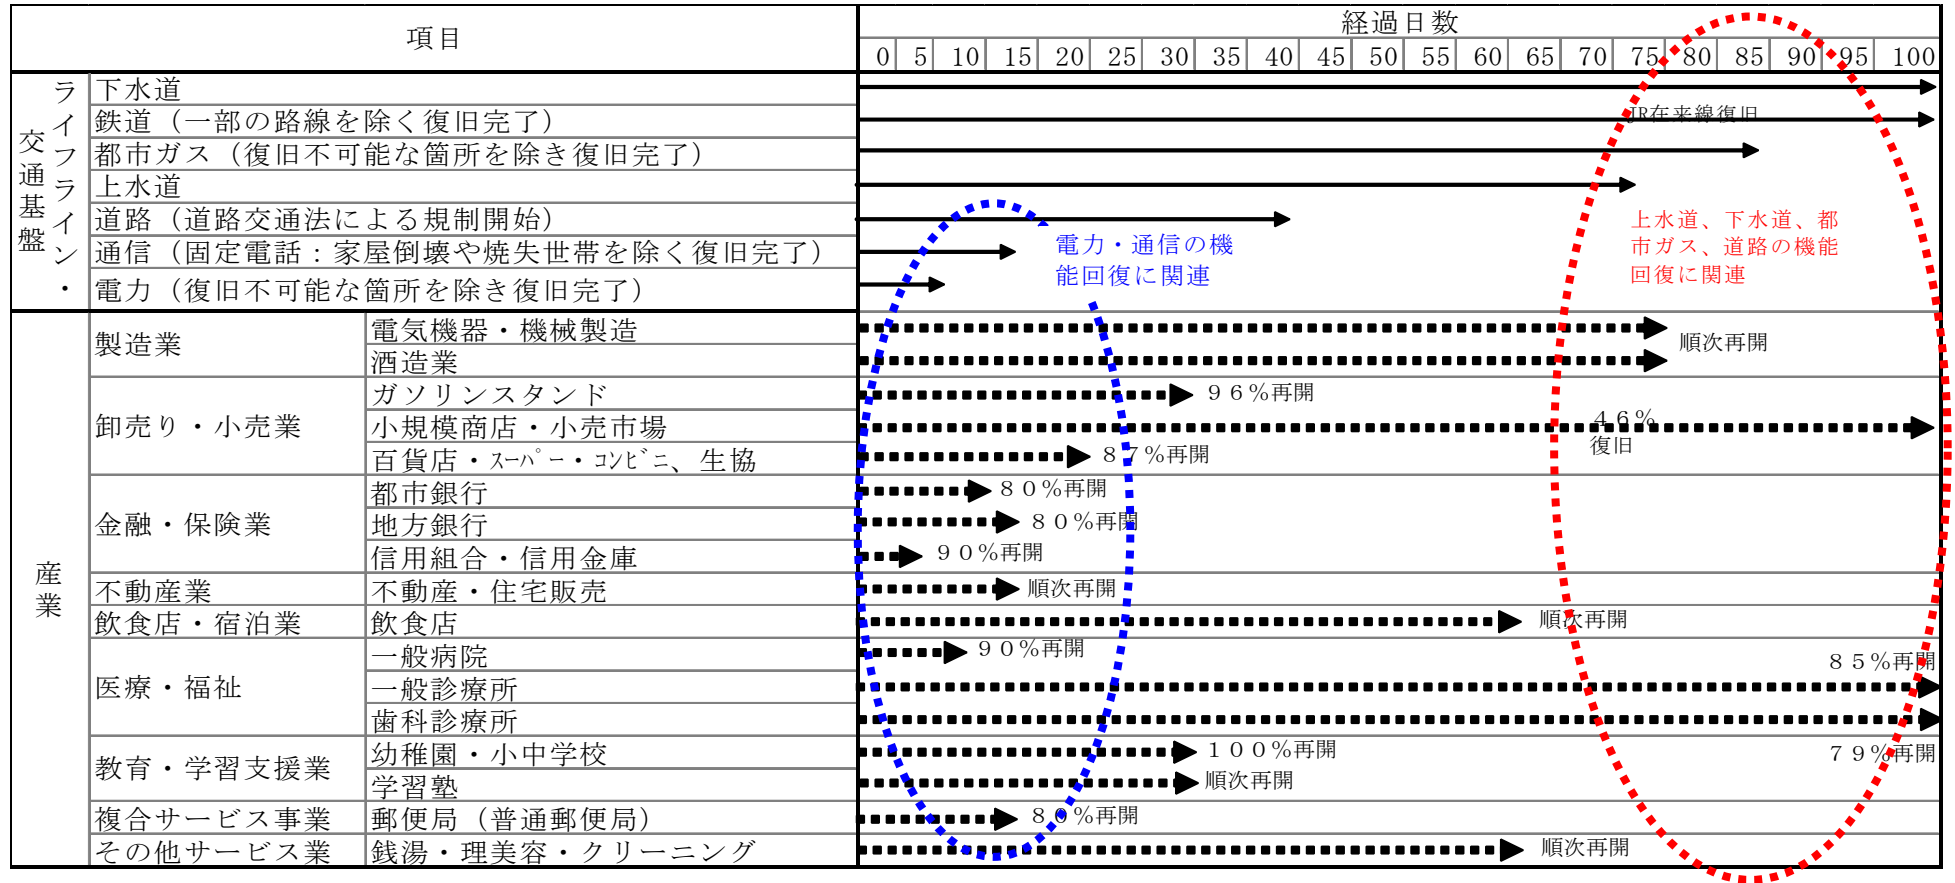 項目
経過日数
0 5 10 15 20 25 30 35 40 45 50 55 60 65 70 75 80 85 90 95 100
ライフライン・
交通基盤
下水道
鉄道（一部の路線を除く復旧完了）
JR在来線復旧
都市ガス（復旧不可能な箇所を除き復旧完了）
上水道
道路（道路交通法による規制開始）
通信（固定電話：家屋倒壊や焼失世帯を除く復旧完了）
電力（復旧不可能な箇所を除き復旧完了）
電力・通信の機
能回復に関連
上水道、下水道、都
市ガス、道路の機能
回復に関連
産業
製造業
電気機器・機械製造
酒造業
順次再開
卸売り・小売業
ガソリンスタンド
９６％再開
小規模商店・小売市場
４６％
復旧
百貨店・ｽｰﾊﾟｰ・ｺﾝﾋﾞﾆ、生協
８７％再開
金融・保険業
都市銀行
８０％再開
地方銀行
８０％再開
信用組合・信用金庫
９０％再開
不動産業
不動産・住宅販売
順次再開
飲食店・宿泊業
飲食店
順次再開
医療・福祉
一般病院
９０％再開
一般診療所
８５％再開
歯科診療所
７９％再開
教育・学習支援業
幼稚園・小中学校
１００％再開
学習塾
順次再開
複合サービス事業
郵便局（普通郵便局）
８０％再開
その他サービス業
銭湯・理美容・クリーニング
順次再開